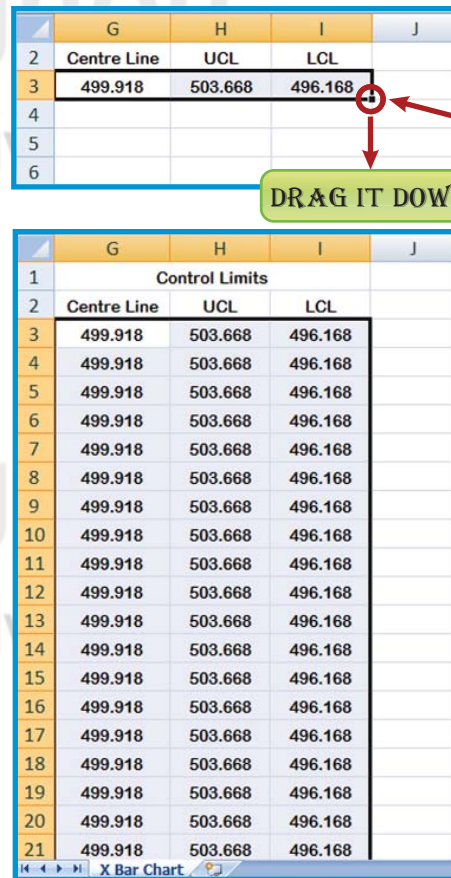 G H I J
2 Centre Line UCL LCL
3 499.918 503.668 496.168
4
5
6
DRAG IT DOW
G H I J
1 Control Limits
2 Centre Line UCL LCL
3 499.918 503.668 496.168
4 499.918 503.668 496.168
5 499.918 503.668 496.168
6 499.918 503.668 496.168
7 499.918 503.668 496.168
8 499.918 503.668 496.168
9 499.918 503.668 496.168
10 499.918 503.668 496.168
11 499.918 503.668 496.168
12 499.918 503.668 496.168
13 499.918 503.668 496.168
14 499.918 503.668 496.168
15 499.918 503.668 496.168
16 499.918 503.668 496.168
17 499.918 503.668 496.168
18 499.918 503.668 496.168
19 499.918 503.668 496.168
20 499.918 503.668 496.168
21 499.918 503.668 496.168
X Bar Chart